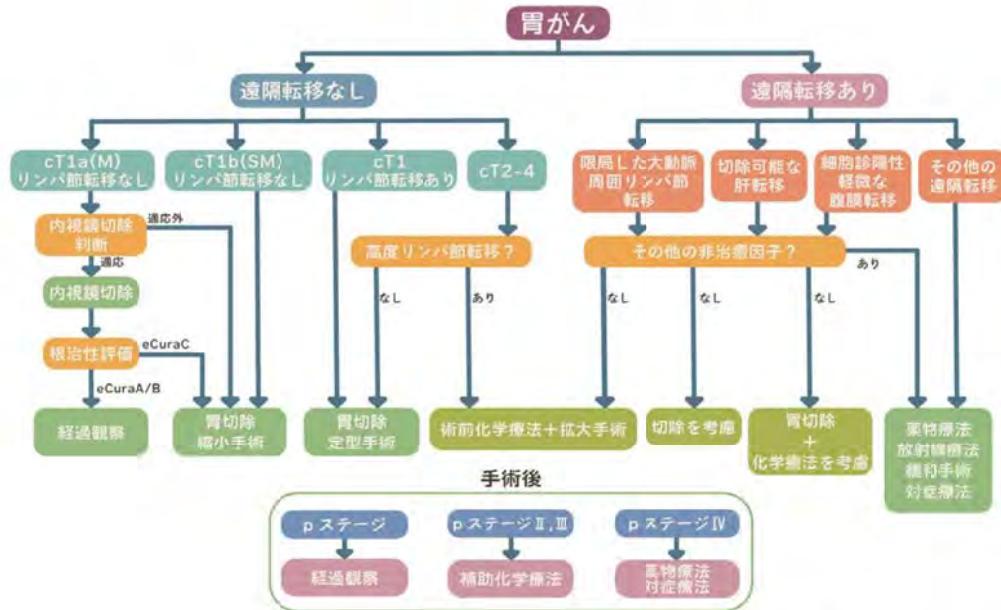 胃がん
遠隔転移なし
遠隔転移あり
cT1a(M)
リンパ節転移なし
cT1b(SM)
リンパ節転移なし
cT1
リンパ節転移あり
cT2-4
限局した大動脈
周囲リンパ節
転移
切除可能な
肝転移
細胞診陽性
軽微な
腹膜転移
その他の
遠隔転移
内視鏡切除
判断
適応外
適応
高度リンパ節転移?
その他の非治癒因子?
あり
内視鏡切除
なし
あり
なし
なし
なし
根治性評価
eCuraC
eCuraA/B
経過観察
胃切除
縮小手術
胃切除
定型手術
術前化学療法+拡大手術
切除を考慮
胃切除
+
化学療法を考慮
薬物療法
放射線療法
緩和手術
対症療法
手術後
pステージ
pステージⅡ,Ⅲ
pステージⅣ
経過観察
補助化学療法
薬物療法
対症療法